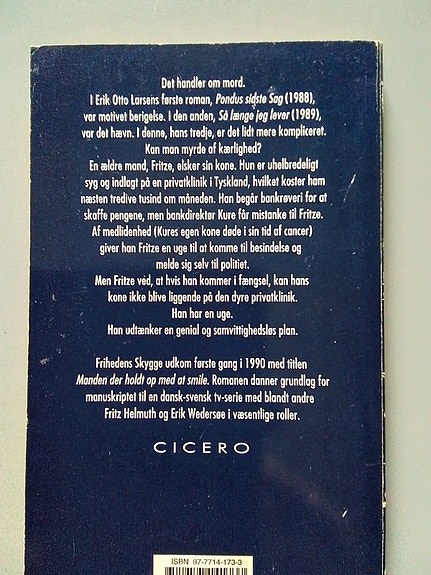 Det handler om mord.
I Erik Otto Larsens første roman, Pondus sidste Sag (1988),
var motivet berigelse. I den anden, Så længe jeg lever (1989),
var det hævn. I denne, hans tredje, er det lidt mere kompliceret.
Kan man myrde af kærlighed?
En ældre mand, Fritze, elsker sin kone. Hun er uhelbredeligt
syg og indlagt på en privatklinik i Tyskland, hvilket koster ham
næsten tredive tusind om måneden. Han begår bankrøveri for at
skaffe pengene, men bankdirektør Kure får mistanke til Fritze.
Af medlidenhed (Kures egen kone døde i sin tid af cancer)
giver han Fritze en uge til at komme til besindelse og
melde sig selv til politiet.
Men Fritze véd, at hvis han kommer i fængsel, kan hans
kone ikke blive liggende på den dyre privatklinik.
Han har en uge.
Han udtænker en genial og samvittighedsløs plan.
Frihedens Skygge udkom første gang i 1990 med titlen
Manden der holdt op med at smile. Romanen danner grundlag for
manuskriptet til en dansk-svensk tv-serie med blandt andre
Fritz Helmuth og Erik Wedersøe i væsentlige roller.
CICERO
ISBN 87-7714-173-3